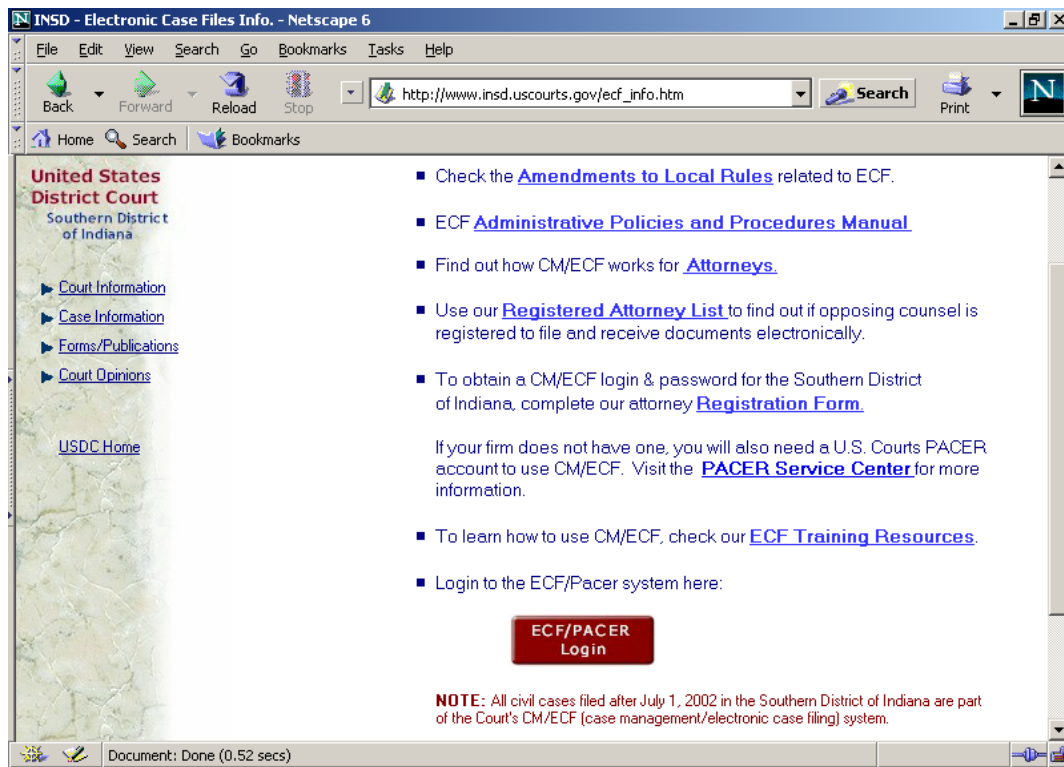 INSD - Electronic Case Files Info. - Netscape 6
File Edit View Search Go Bookmarks Tasks Help
Back Forward Reload Stop http://www.insd.uscourts.gov/ecf_info.htm Search Print N
Home Search Bookmarks
United States
District Court
Southern District
of Indiana
Court Information
Case Information
Forms/Publications
Court Opinions
USDC Home
Check the Amendments to Local Rules related to ECF.
ECF Administrative Policies and Procedures Manual
Find out how CM/ECF works for Attorneys.
Use our Registered Attorney List to find out if opposing counsel is
registered to file and receive documents electronically.
To obtain a CM/ECF login & password for the Southern District
of Indiana, complete our attorney Registration Form.
If your firm does not have one, you will also need a U.S. Courts PACER
account to use CM/ECF. Visit the PACER Service Center for more
information.
To learn how to use CM/ECF, check our ECF Training Resources.
Login to the ECF/Pacer system here:
ECF/PACER
Login
NOTE: All civil cases filed after July 1, 2002 in the Southern District of Indiana are part
of the Court's CM/ECF (case management/electronic case filing) system.
Document: Done (0.52 secs)